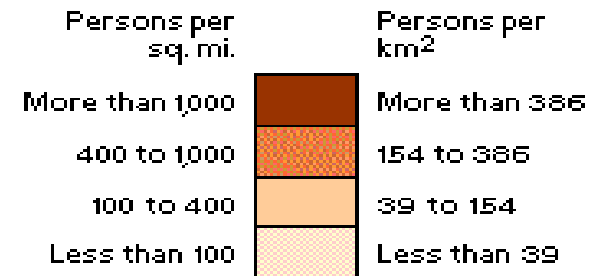 Persons per
sq. mi.
Persons per
km²
More than 1,000
More than 386
400 to 1,000
154 to 386
100 to 400
39 to 154
Less than 100
Less than 39